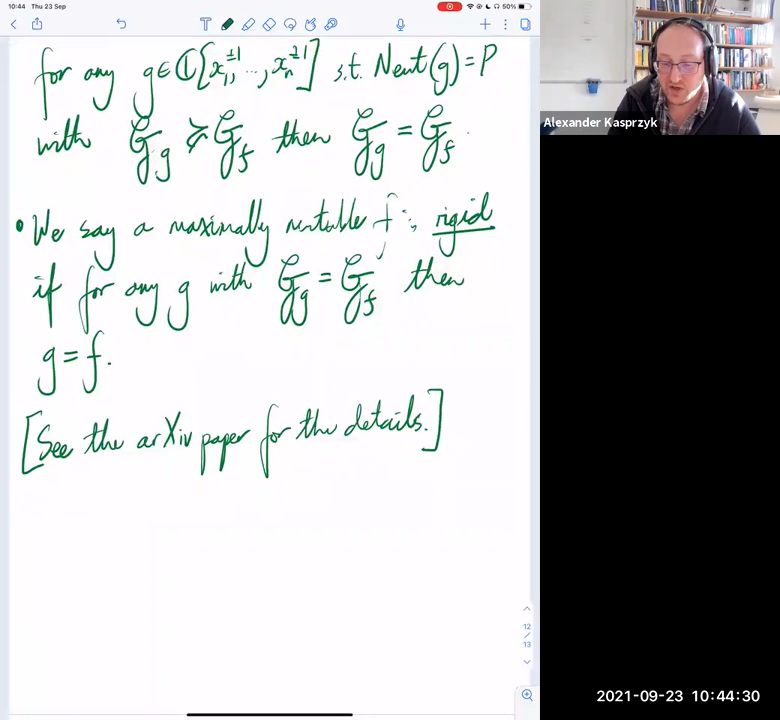 10:44 Thu 23 Sep
50%
for any g ∈ ℂ[x₁^±1, ..., xₙ^±1] s.t. Newt(g) = P
with 𝒢_g ≥ 𝒢_f then 𝒢_g = 𝒢_f.
• We say a maximally mutable f is rigid
if for any g with 𝒢_g = 𝒢_f then
g = f.
[See the arXiv paper for the details.]
12
/
13
Alexander Kasprzyk
2021-09-23 10:44:30